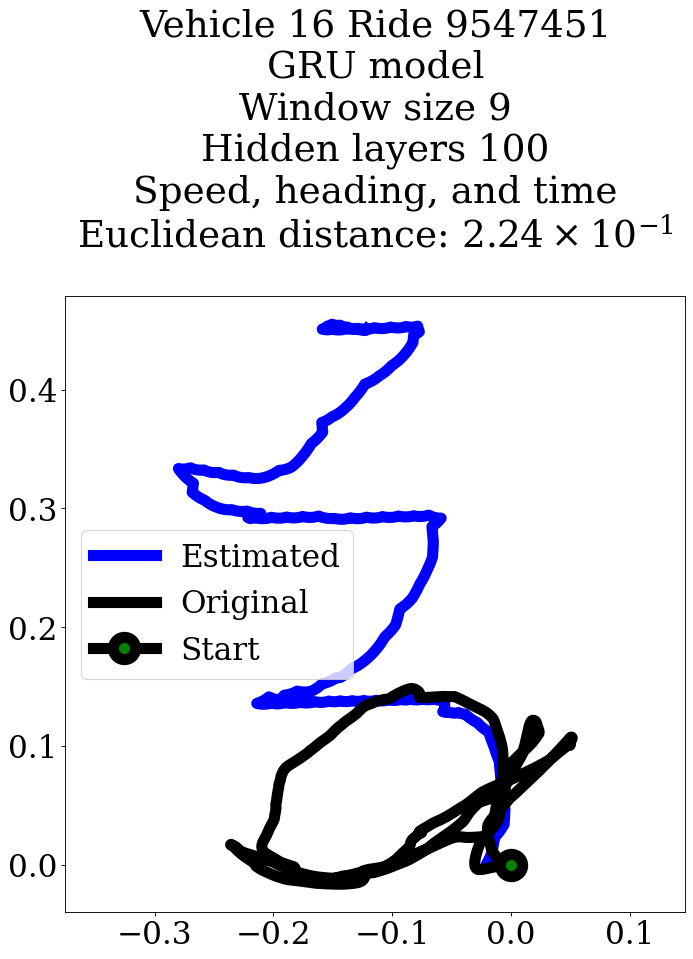 Vehicle 16 Ride 9547451
GRU model
Window size 9
Hidden layers 100
Speed, heading, and time
Euclidean distance: 2.24 × 10⁻¹
0.4
0.3
0.2
0.1
0.0
Estimated
Original
Start
−0.3 −0.2 −0.1 0.0 0.1